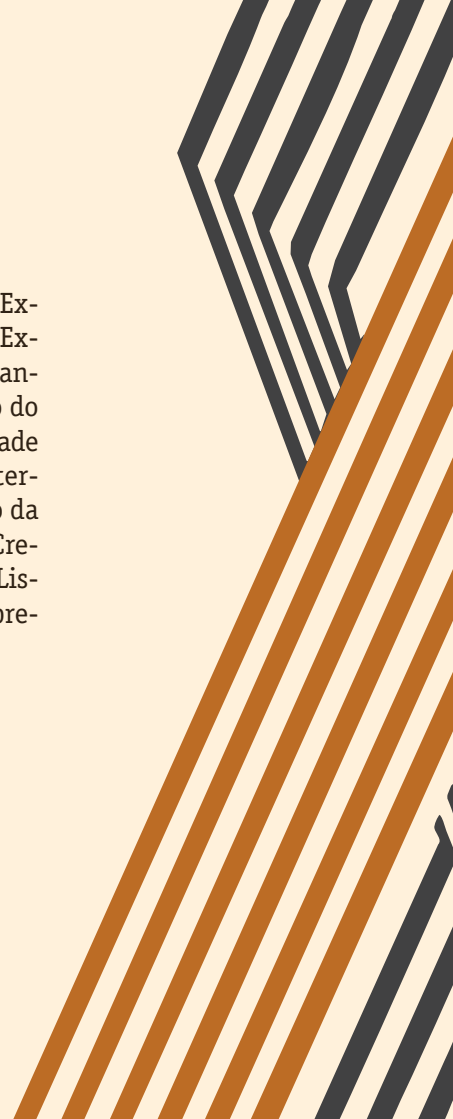 Ex-
Ex-
an-
o do
ade
ter-
o da
Cre-
Lis-
pre-